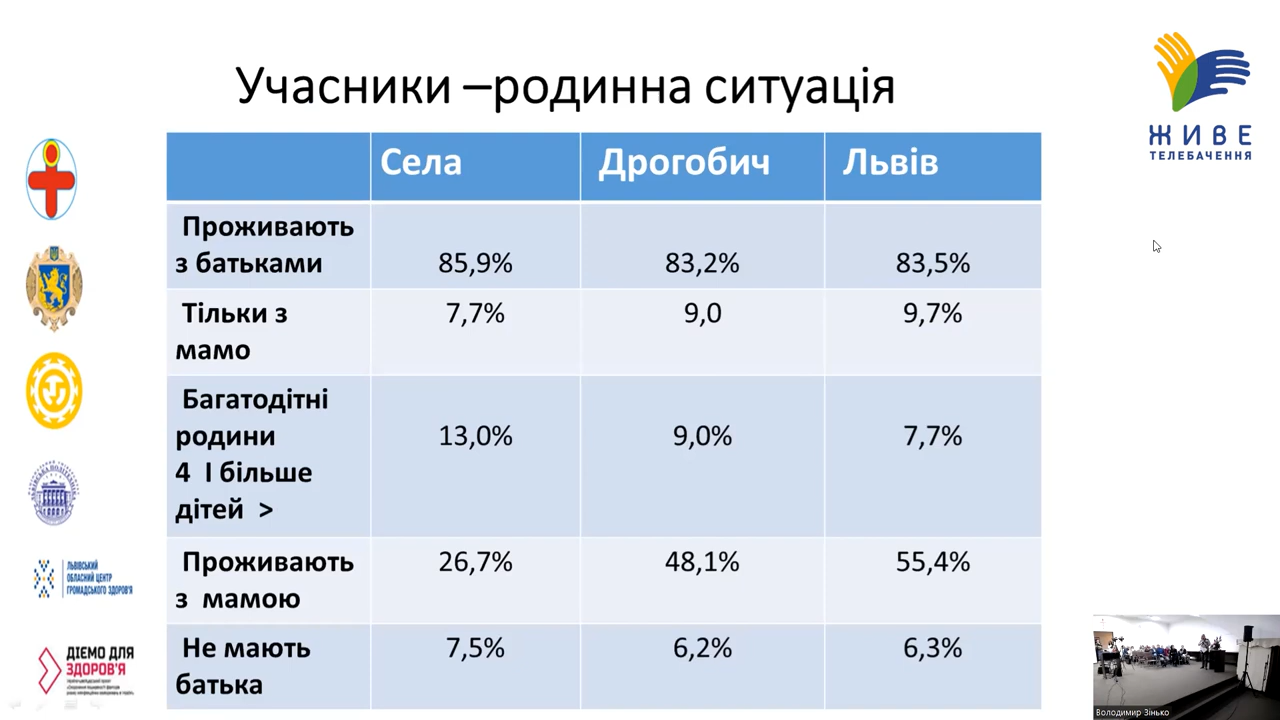 Учасники –родинна ситуація
ЖИВЕ
ТЕЛЕБАЧЕННЯ
Села Дрогобич Львів
Проживають
з батьками 85,9% 83,2% 83,5%
Тільки з 7,7% 9,0 9,7%
мамо
Багатодітні
родини 13,0% 9,0% 7,7%
4 І більше
дітей >
Проживають 26,7% 48,1% 55,4%
з мамою
Не мають 7,5% 6,2% 6,3%
батька
ЛЬВІВСЬКИЙ
ОБЛАСНИЙ ЦЕНТР
ГРОМАДСЬКОГО ЗДОРОВ'Я
ДІЄМО ДЛЯ
ЗДОРОВ'Я
Володимир Зінько